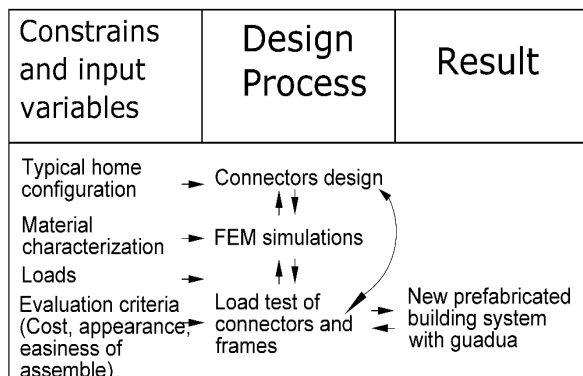 Constrains
and input
variables
Design
Process
Result
Typical home
configuration
Connectors design
Material
characterization
FEM simulations
Loads
Evaluation criteria
(Cost, appearance,
easiness of
assemble)
Load test of
connectors and
frames
New prefabricated
building system
with guadua